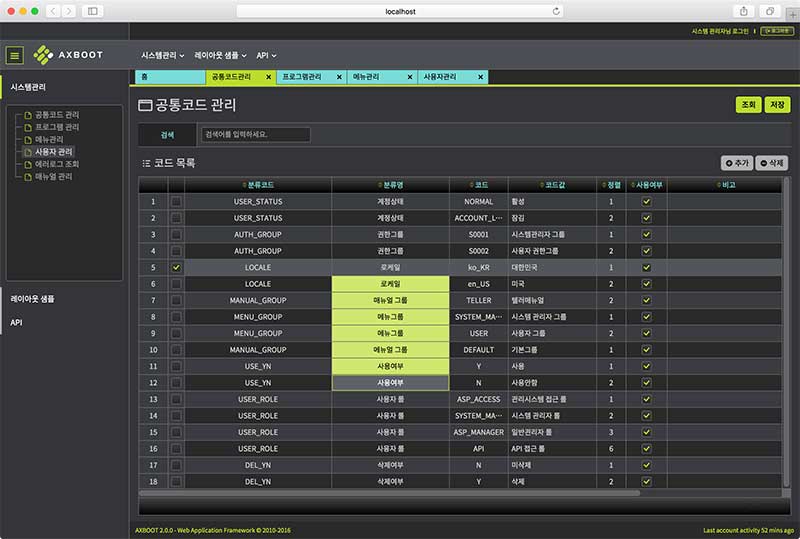 localhost
시스템 관리자님 로그인 | 로그아웃
AXBOOT 시스템관리 레이아웃 샘플 API
홈 공통코드관리 프로그램관리 메뉴관리 사용자관리
시스템관리
공통코드 관리
프로그램 관리
메뉴관리
사용자 관리
에러로그 조회
매뉴얼 관리
레이아웃 샘플
API
공통코드 관리 조회 저장
검색 검색어를 입력하세요.
코드 목록 추가 삭제
분류코드 분류명 코드 코드값 정렬 사용여부 비고
1 USER_STATUS 계정상태 NORMAL 활성 1
2 USER_STATUS 계정상태 ACCOUNT_L… 잠김 2
3 AUTH_GROUP 권한그룹 S0001 시스템관리자 그룹 1
4 AUTH_GROUP 권한그룹 S0002 사용자 권한그룹 2
5 LOCALE 로케일 ko_KR 대한민국 1
6 LOCALE 로케일 en_US 미국 2
7 MANUAL_GROUP 매뉴얼 그룹 TELLER 텔러메뉴얼 2
8 MENU_GROUP 메뉴그룹 SYSTEM_MA… 시스템 관리자 그룹 1
9 MENU_GROUP 메뉴그룹 USER 사용자 그룹 2
10 MANUAL_GROUP 매뉴얼 그룹 DEFAULT 기본그룹 1
11 USE_YN 사용여부 Y 사용 1
12 USE_YN 사용여부 N 사용안함 2
13 USER_ROLE 사용자 롤 ASP_ACCESS 관리시스템 접근 롤 1
14 USER_ROLE 사용자 롤 SYSTEM_MA… 시스템 관리자 롤 2
15 USER_ROLE 사용자 롤 ASP_MANAGER 일반관리자 롤 3
16 USER_ROLE 사용자 롤 API API 접근 롤 6
17 DEL_YN 삭제여부 N 미삭제 1
18 DEL_YN 삭제여부 Y 삭제 2
AXBOOT 2.0.0 - Web Application Framework © 2010-2016 Last account activity 52 mins ago